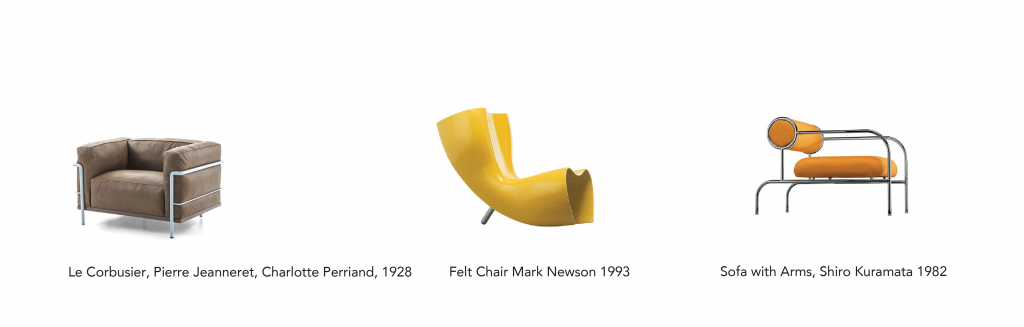 Le Corbusier, Pierre Jeanneret, Charlotte Perriand, 1928
Felt Chair Mark Newson 1993
Sofa with Arms, Shiro Kuramata 1982